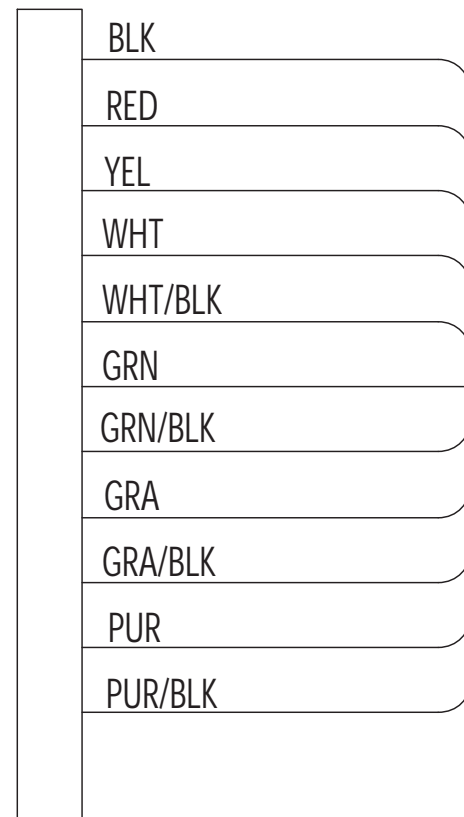 BLK
RED
YEL
WHT
WHT/BLK
GRN
GRN/BLK
GRA
GRA/BLK
PUR
PUR/BLK